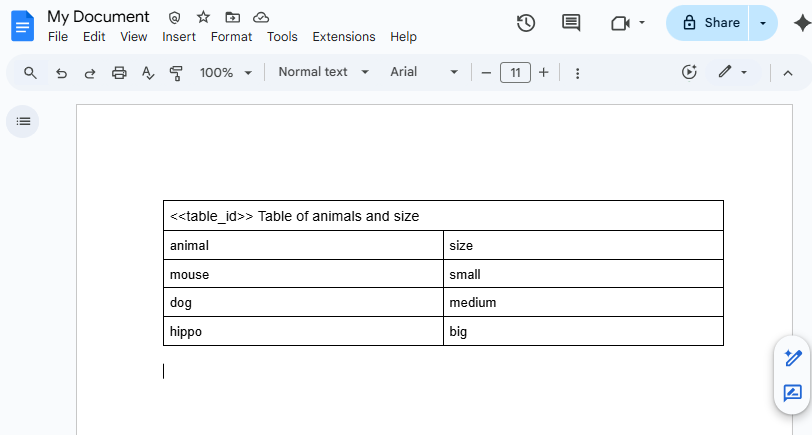 My Document
File Edit View Insert Format Tools Extensions Help
Share
100% Normal text Arial 11
<<table_id>> Table of animals and size
animal size
mouse small
dog medium
hippo big